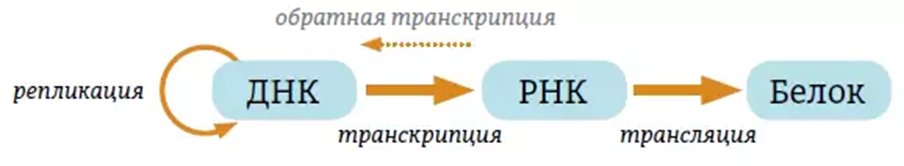 обратная транскрипция
репликация
ДНК
РНК
Белок
транскрипция
трансляция